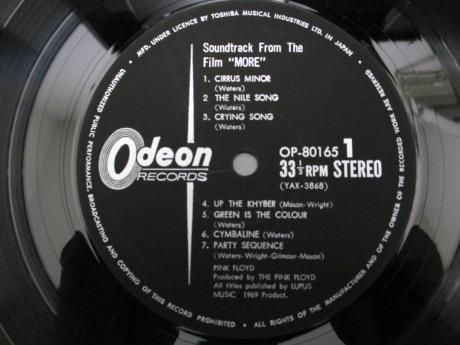 MFD. UNDER LICENCE BY TOSHIBA MUSICAL INDUSTRIES LTD. IN JAPAN
Soundtrack From The
Film "MORE"
1. CIRRUS MINOR
(Waters)
2 THE NILE SONG
(Waters)
3. CRYING SONG
(Waters)
Odeon
RECORDS
OP-80165 1
33 1/3 RPM STEREO
(YAX-3868)
4. UP THE KHYBER (Mason-Wright)
5. GREEN IS THE COLOUR
(Waters)
6. CYMBALINE (Waters)
7. PARTY SEQUENCE
(Waters-Wright-Gilmour-Mason)
PINK FLOYD
Produced by THE PINK FLOYD
All titles published by LUPUS
MUSIC 1969 Product.
UNAUTHORIZED PUBLIC PERFORMANCE, BROADCASTING AND COPYING OF THIS RECORD PROHIBITED • ALL RIGHTS OF THE MANUFACTURER AND OF THE OWNER OF THE RECORDED WORK ARE RESERVED